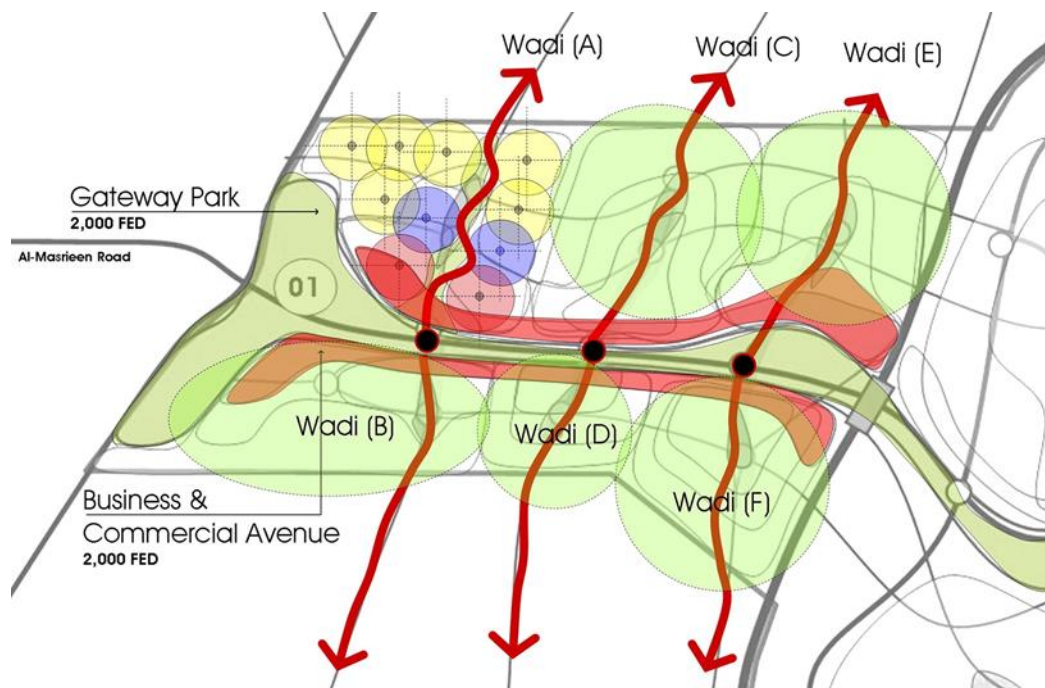 Wadi (A)
Wadi (C)
Wadi (E)
Gateway Park
2,000 FED
Al-Masrieen Road
01
Wadi (B)
Wadi (D)
Wadi (F)
Business &
Commercial Avenue
2,000 FED